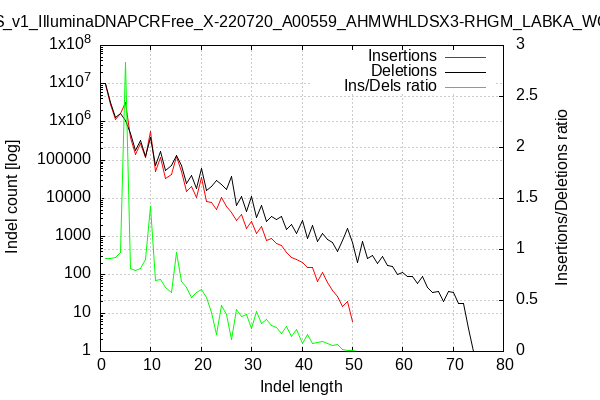 S_v1_IlluminaDNAPCRFree_X-220720_A00559_AHMWHLDSX3-RHGM_LABKA_WG
Insertions
Deletions
Ins/Dels ratio
1x10^8
1x10^7
1x10^6
100000
10000
1000
100
10
1
3
2.5
2
1.5
1
0.5
0
0 10 20 30 40 50 60 70 80
Indel count [log]
Insertions/Deletions ratio
Indel length